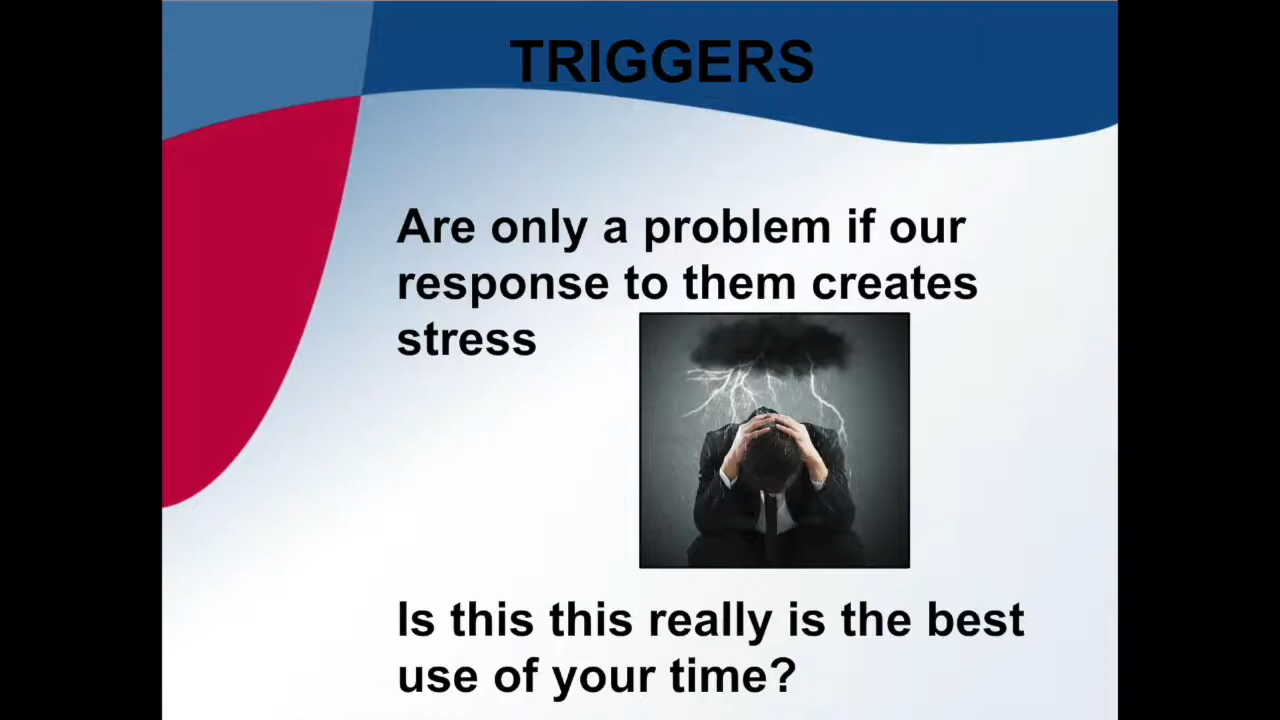 TRIGGERS
Are only a problem if our
response to them creates
stress
Is this this really is the best
use of your time?